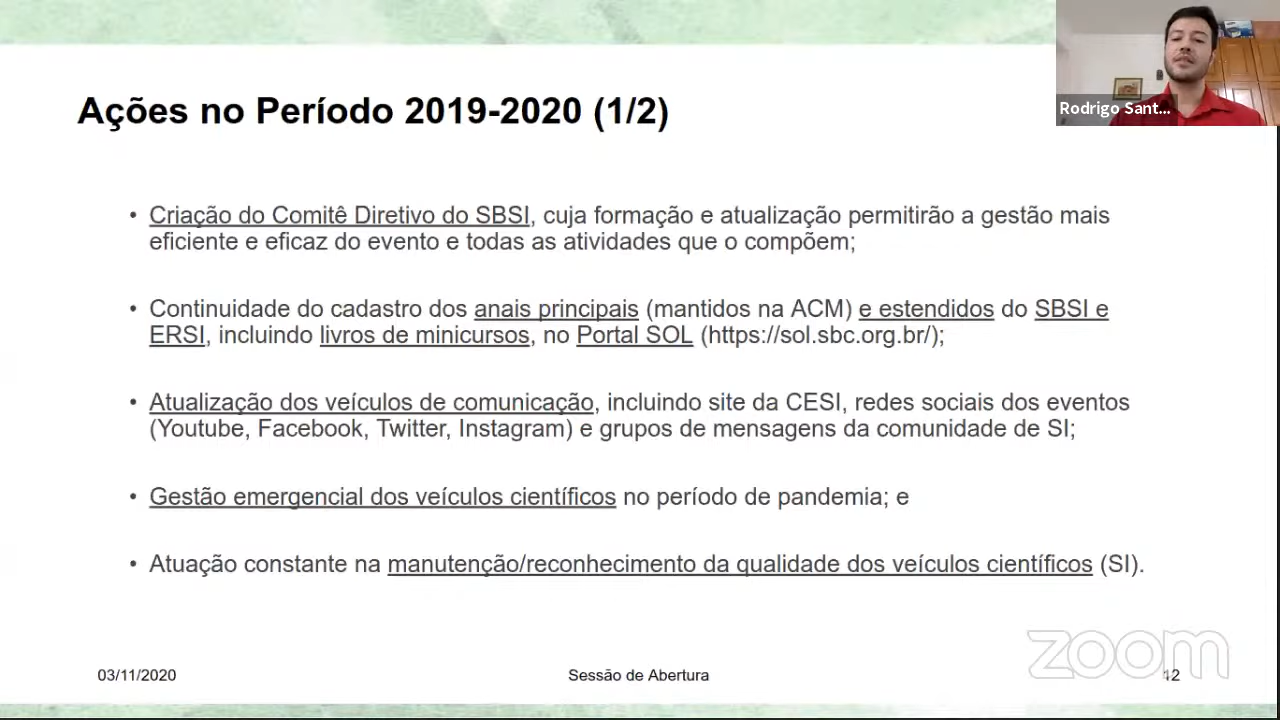 Ações no Período 2019-2020 (1/2)
Rodrigo Sant...
• Criação do Comitê Diretivo do SBSI, cuja formação e atualização permitirão a gestão mais
eficiente e eficaz do evento e todas as atividades que o compõem;
• Continuidade do cadastro dos anais principais (mantidos na ACM) e estendidos do SBSI e
ERSI, incluindo livros de minicursos, no Portal SOL (https://sol.sbc.org.br/);
• Atualização dos veículos de comunicação, incluindo site da CESI, redes sociais dos eventos
(Youtube, Facebook, Twitter, Instagram) e grupos de mensagens da comunidade de SI;
• Gestão emergencial dos veículos científicos no período de pandemia; e
• Atuação constante na manutenção/reconhecimento da qualidade dos veículos científicos (SI).
zoom
03/11/2020
Sessão de Abertura
12